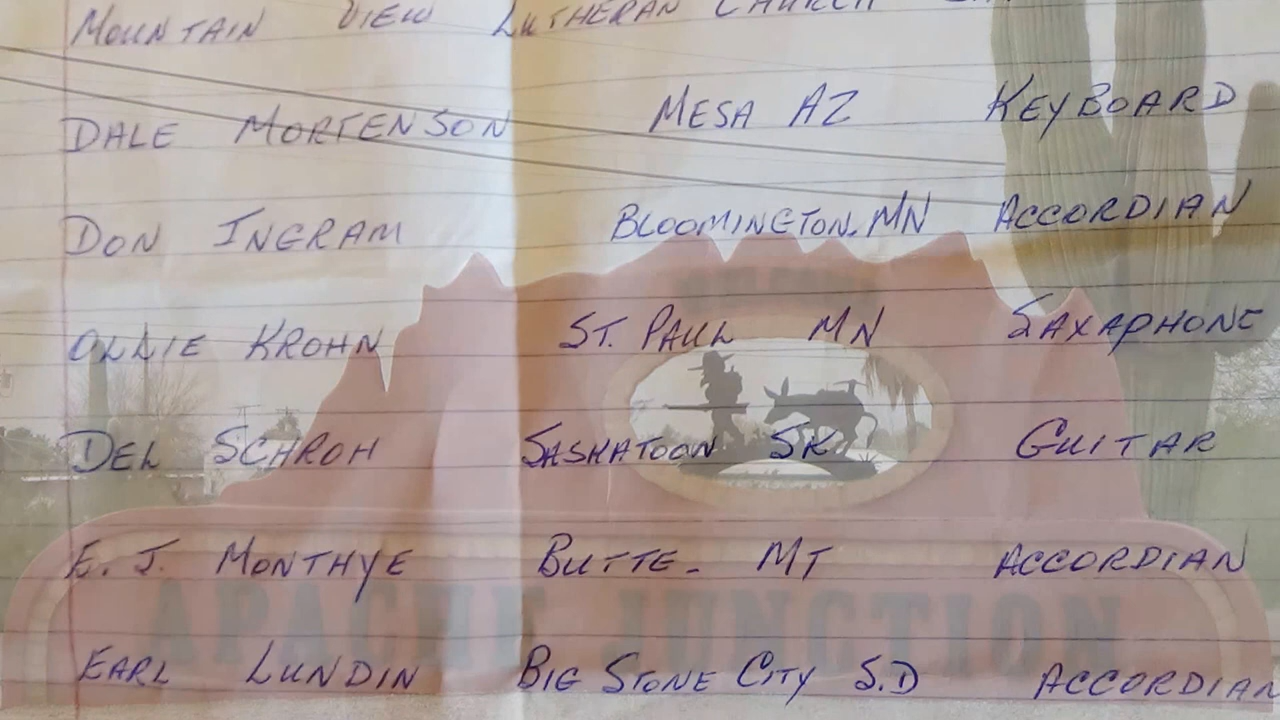 MOUNTAIN VIEW LUTHERAN CHURCH
DALE MORTENSON MESA AZ KEYBOARD
DON INGRAM BLOOMINGTON. MN ACCORDIAN
OLLIE KROHN ST. PAUL MN SAXAPHONE
DEL SCHROH SASKATOON SK. GUITAR
E. J. MONTHYE BUTTE- MT ACCORDIAN
APACHE JUNCTION
EARL LUNDIN BIG STONE CITY S.D ACCORDIAN